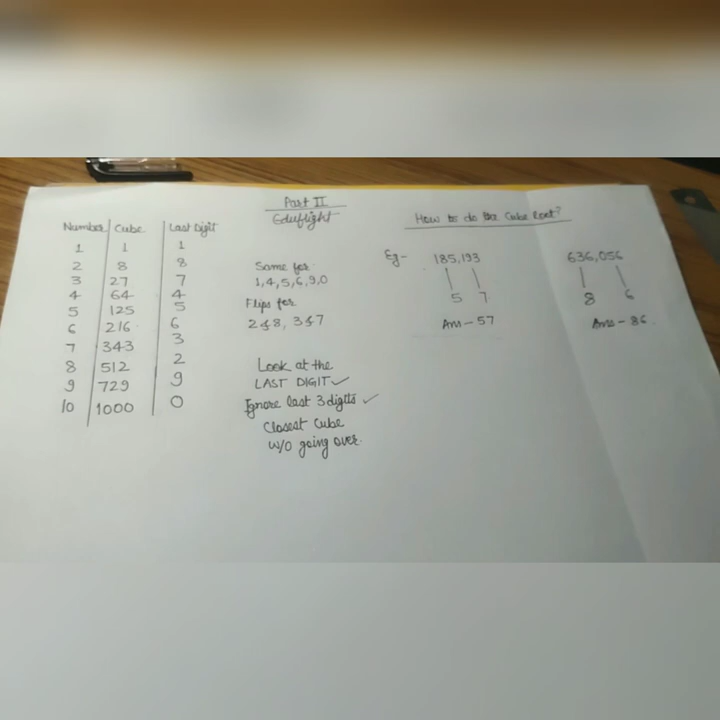 Part II
Eduflight
Number Cube Last Digit
1 1 1
2 8 8
3 27 7
4 64 4
5 125 5
6 216 6
7 343 3
8 512 2
9 729 9
10 1000 0
Same for
1,4,5,6,9,0
Flips for
2 & 8, 3 & 7
Look at the
LAST DIGIT ✓
Ignore last 3 digits ✓
Closest Cube
W/O going over.
How to do the Cube Root?
Eg- 185,193
5 7
Ans - 57
636,056
8 6
Ans - 86